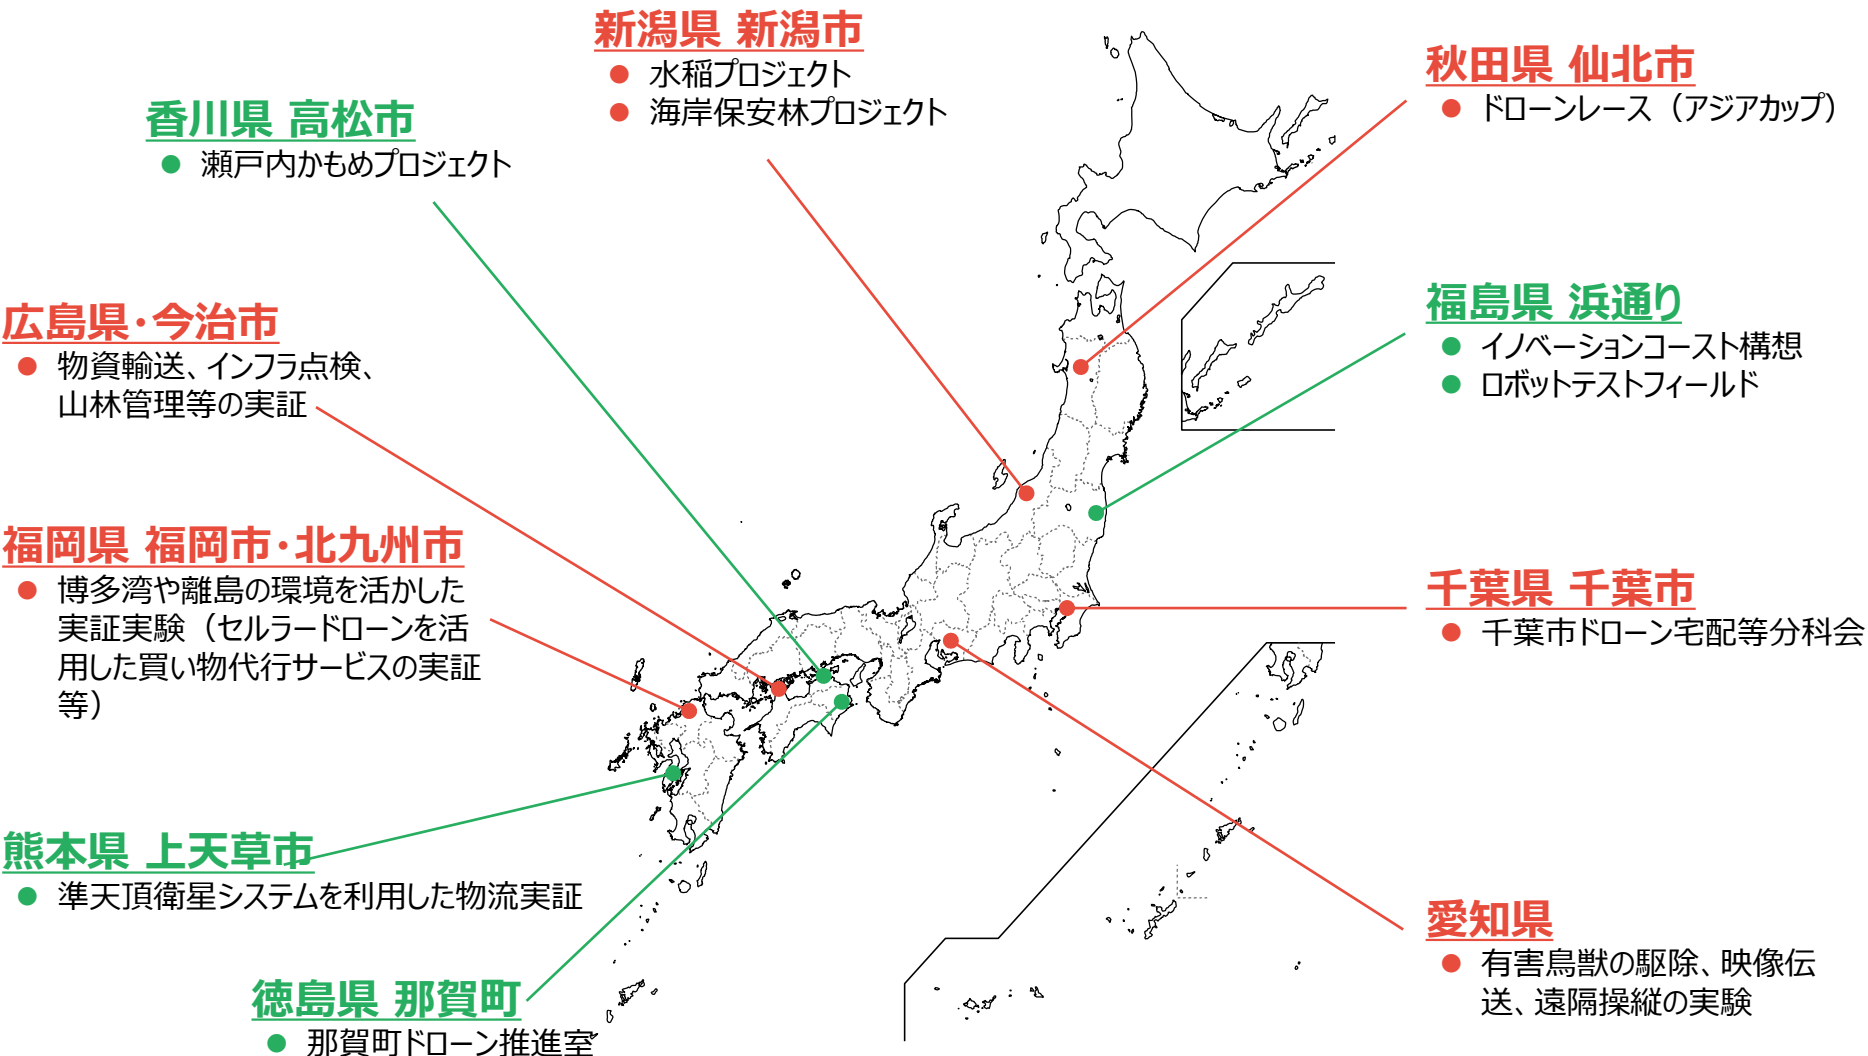 新潟県 新潟市
水稲プロジェクト
海岸保安林プロジェクト
秋田県 仙北市
ドローンレース（アジアカップ）
香川県 高松市
瀬戸内かもめプロジェクト
福島県 浜通り
イノベーションコースト構想
ロボットテストフィールド
広島県・今治市
物資輸送、インフラ点検、
山林管理等の実証
福岡県 福岡市・北九州市
博多湾や離島の環境を活かした
実証実験（セルラードローンを活
用した買い物代行サービスの実証
等）
千葉県 千葉市
千葉市ドローン宅配等分科会
熊本県 上天草市
準天頂衛星システムを利用した物流実証
愛知県
有害鳥獣の駆除、映像伝
送、遠隔操縦の実験
徳島県 那賀町
那賀町ドローン推進室